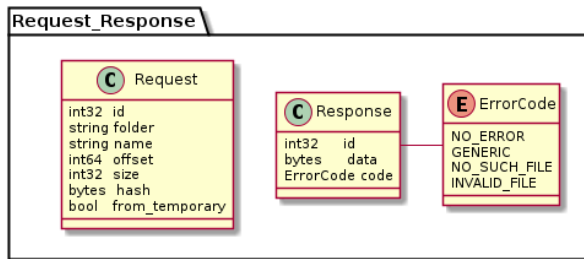 Request_Response
C Request
int32 id
string folder
string name
int64 offset
int32 size
bytes hash
bool from_temporary
C Response
int32 id
bytes data
ErrorCode code
E ErrorCode
NO_ERROR
GENERIC
NO_SUCH_FILE
INVALID_FILE